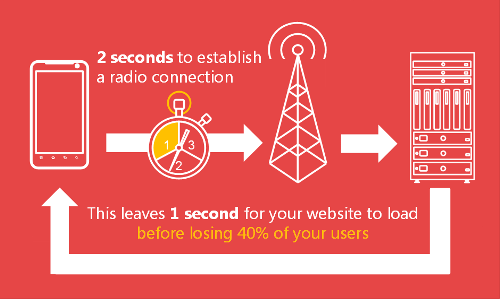 2 seconds to establish
a radio connection
1
3
2
This leaves 1 second for your website to load
before losing 40% of your users